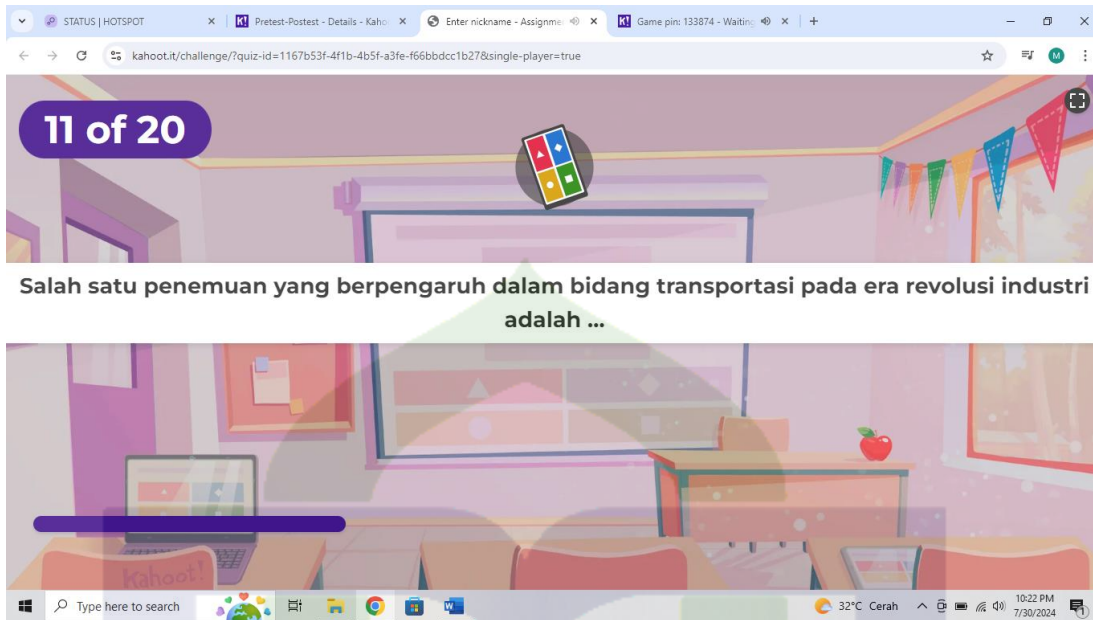 STATUS | HOTSPOT
Pretest-Postest - Details - Kaho
Enter nickname - Assignme
Game pin: 133874 - Waiting
kahoot.it/challenge/?quiz-id=1167b53f-4f1b-4b5f-a3fe-f66bbdcc1b27&single-player=true
M
11 of 20
Salah satu penemuan yang berpengaruh dalam bidang transportasi pada era revolusi industri
adalah ...
Kahoot!
Type here to search
32°C Cerah
10:22 PM
7/30/2024